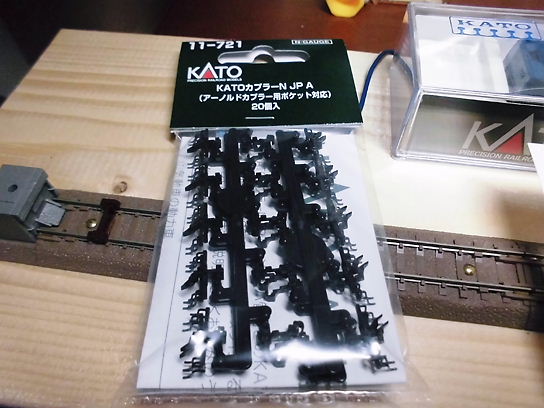 11-721
N-GAUGE
KATO
PRECISION RAILROAD MODELS
KATOカプラーN JP A
(アーノルドカプラー用ポケット対応)
20個入
KATO
KATO
PRECISION RAILRO